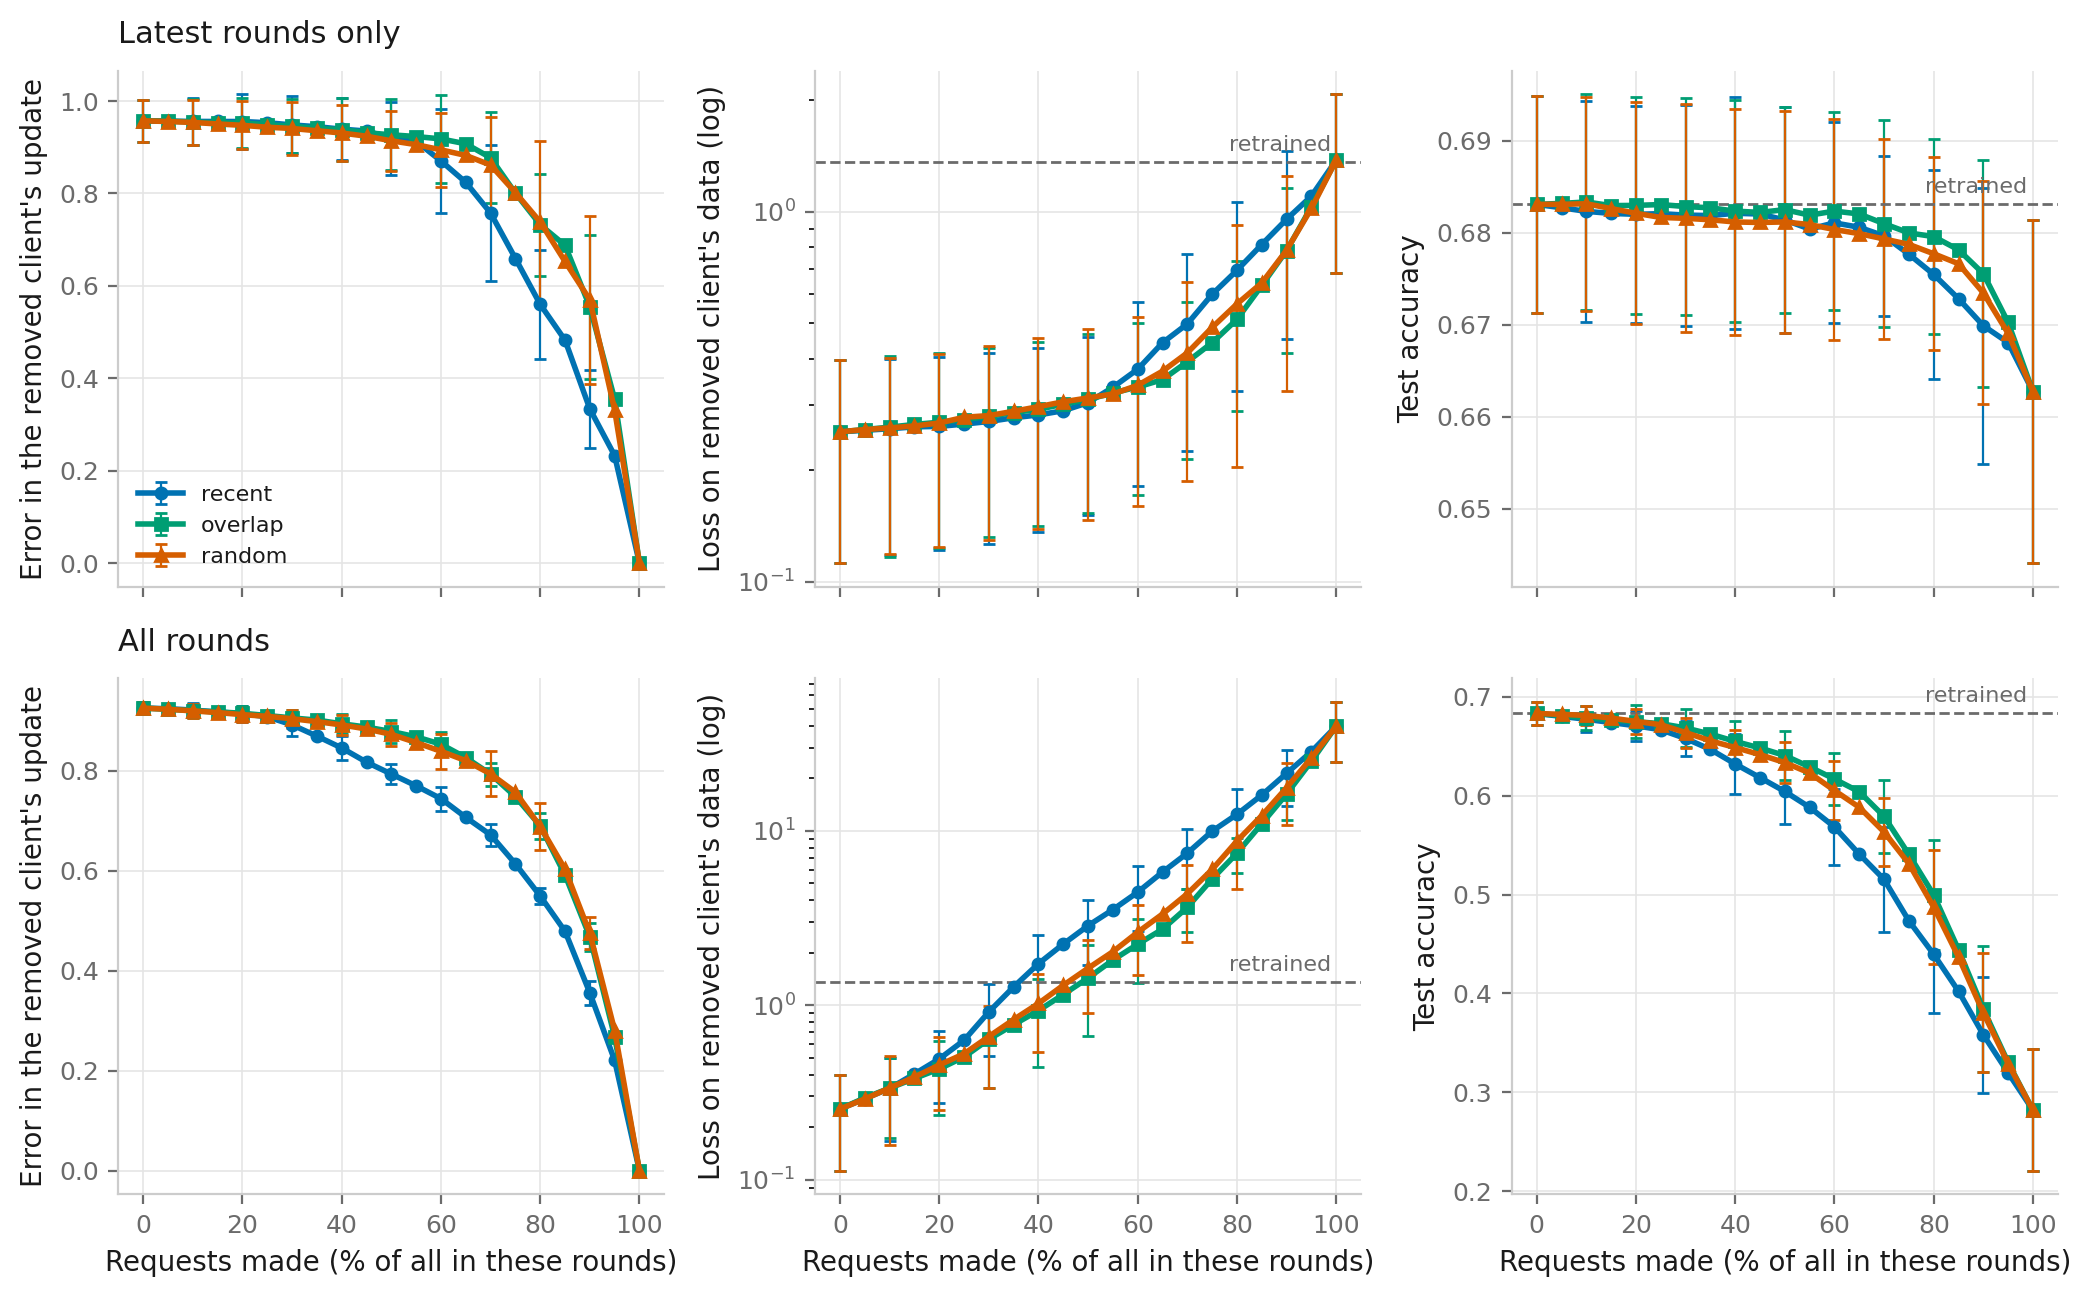 Latest rounds only
Error in the removed client's update
1.0
0.8
0.6
0.4
0.2
0.0
recent
overlap
random
Loss on removed client's data (log)
10⁰
10⁻¹
retrained
Test accuracy
0.69
0.68
0.67
0.66
0.65
retrained
All rounds
Error in the removed client's update
0.8
0.6
0.4
0.2
0.0
0 20 40 60 80 100
Requests made (% of all in these rounds)
Loss on removed client's data (log)
10¹
10⁰
10⁻¹
retrained
0 20 40 60 80 100
Requests made (% of all in these rounds)
Test accuracy
0.7
0.6
0.5
0.4
0.3
0.2
retrained
0 20 40 60 80 100
Requests made (% of all in these rounds)